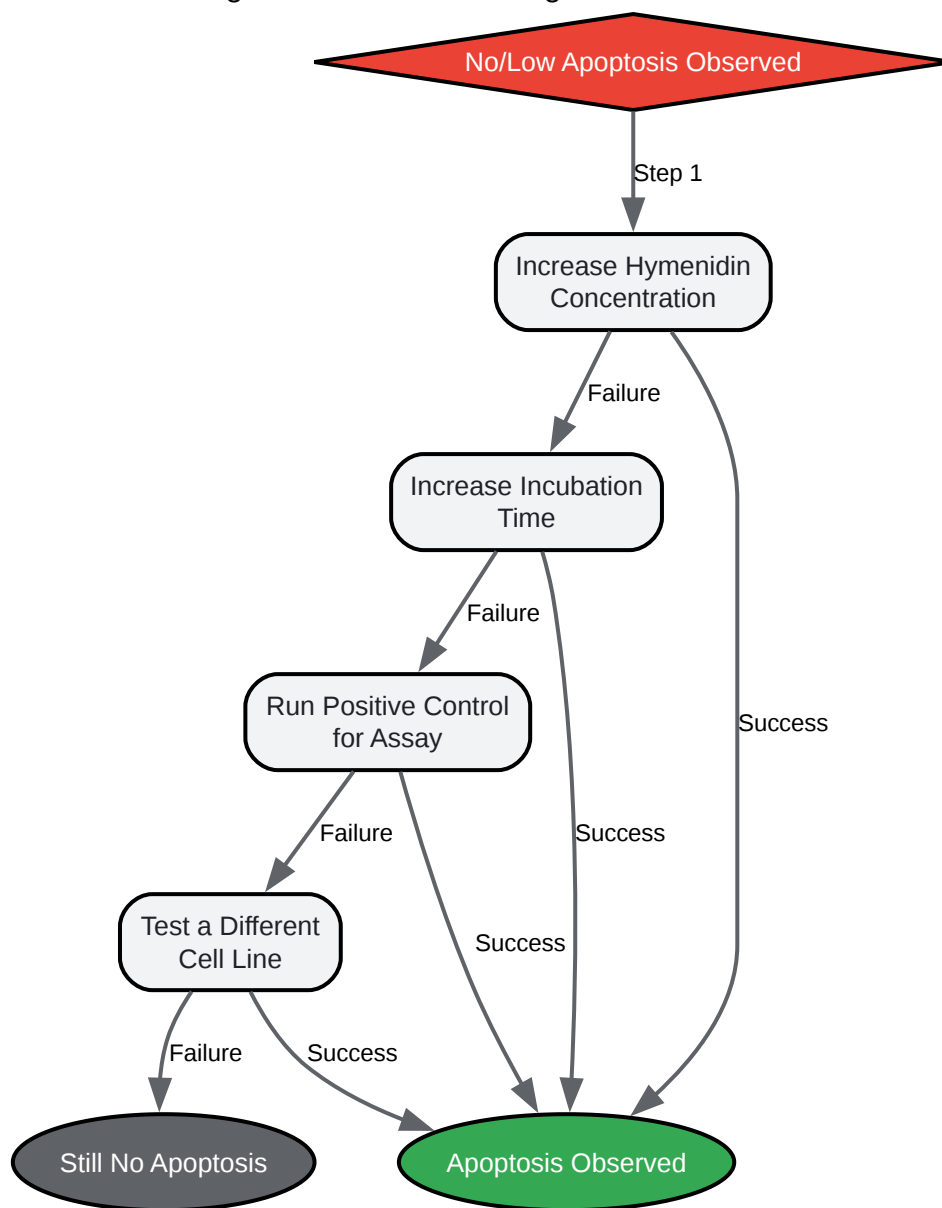 No/Low Apoptosis Observed
Step 1
Increase Hymenidin
Concentration
Failure
Increase Incubation
Time
Failure
Run Positive Control
for Assay
Success
Failure
Success
Test a Different
Cell Line
Success
Failure
Success
Still No Apoptosis
Apoptosis Observed